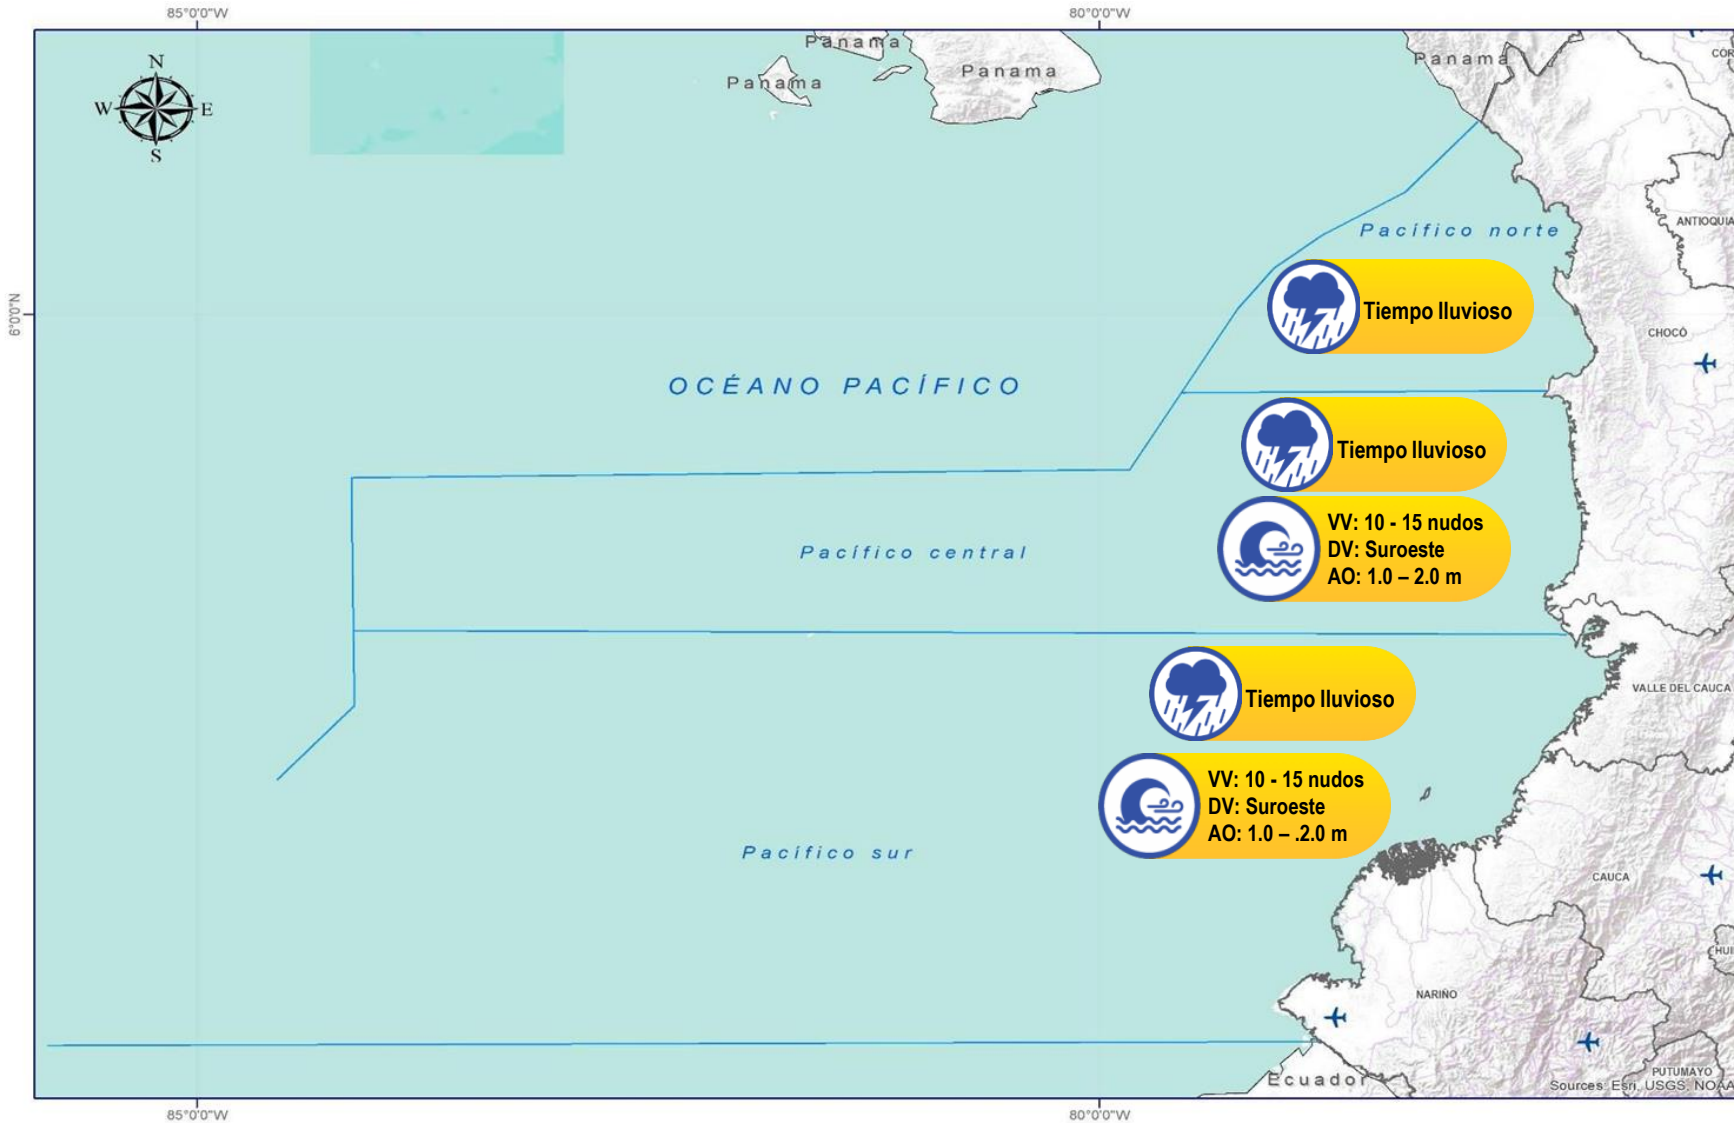 85°0'0"W
80°0'0"W
N
W
E
S
Panama
Panama
Panama
Panama
ANTIOQUIA
Pacífico norte
6°0'0"N
Tiempo lluvioso
CHOCÓ
OCÉANO PACÍFICO
Tiempo lluvioso
VV: 10 - 15 nudos
DV: Suroeste
AO: 1.0 – 2.0 m
Pacífico central
VALLE DEL CAUCA
Tiempo lluvioso
VV: 10 - 15 nudos
DV: Suroeste
AO: 1.0 – .2.0 m
Pacífico sur
CAUCA
NARIÑO
PUTUMAYO
Ecuador
Sources: Esri, USGS, NOAA
85°0'0"W
80°0'0"W